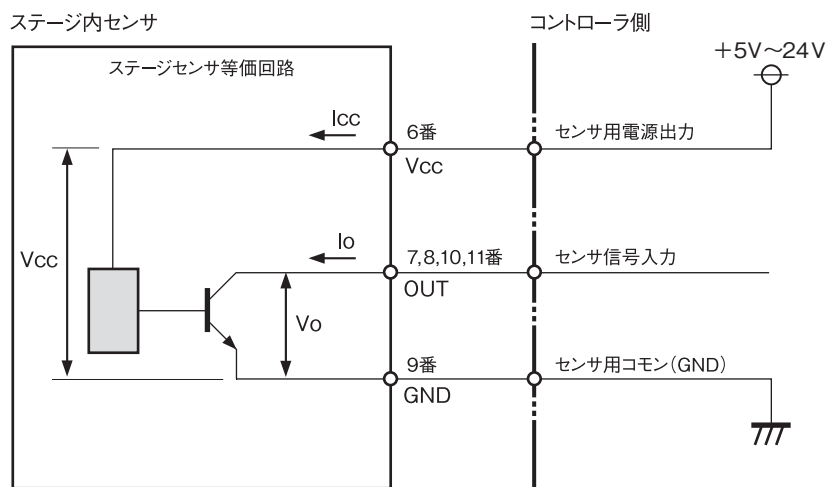 ステージ内センサ
コントローラ側
ステージセンサ等価回路
+5V~24V
Icc
6番
センサ用電源出力
Vcc
Vcc
Io
7,8,10,11番
センサ信号入力
OUT
Vo
9番
センサ用コモン(GND)
GND